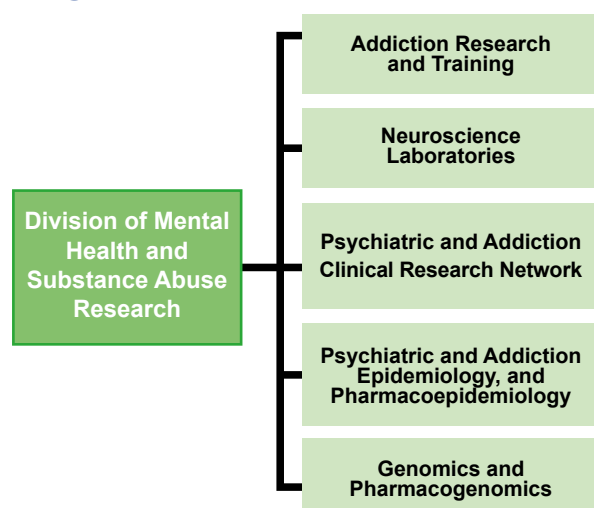 Division of Mental
Health and
Substance Abuse
Research
Addiction Research
and Training
Neuroscience
Laboratories
Psychiatric and Addiction
Clinical Research Network
Psychiatric and Addiction
Epidemiology, and
Pharmacoepidemiology
Genomics and
Pharmacogenomics